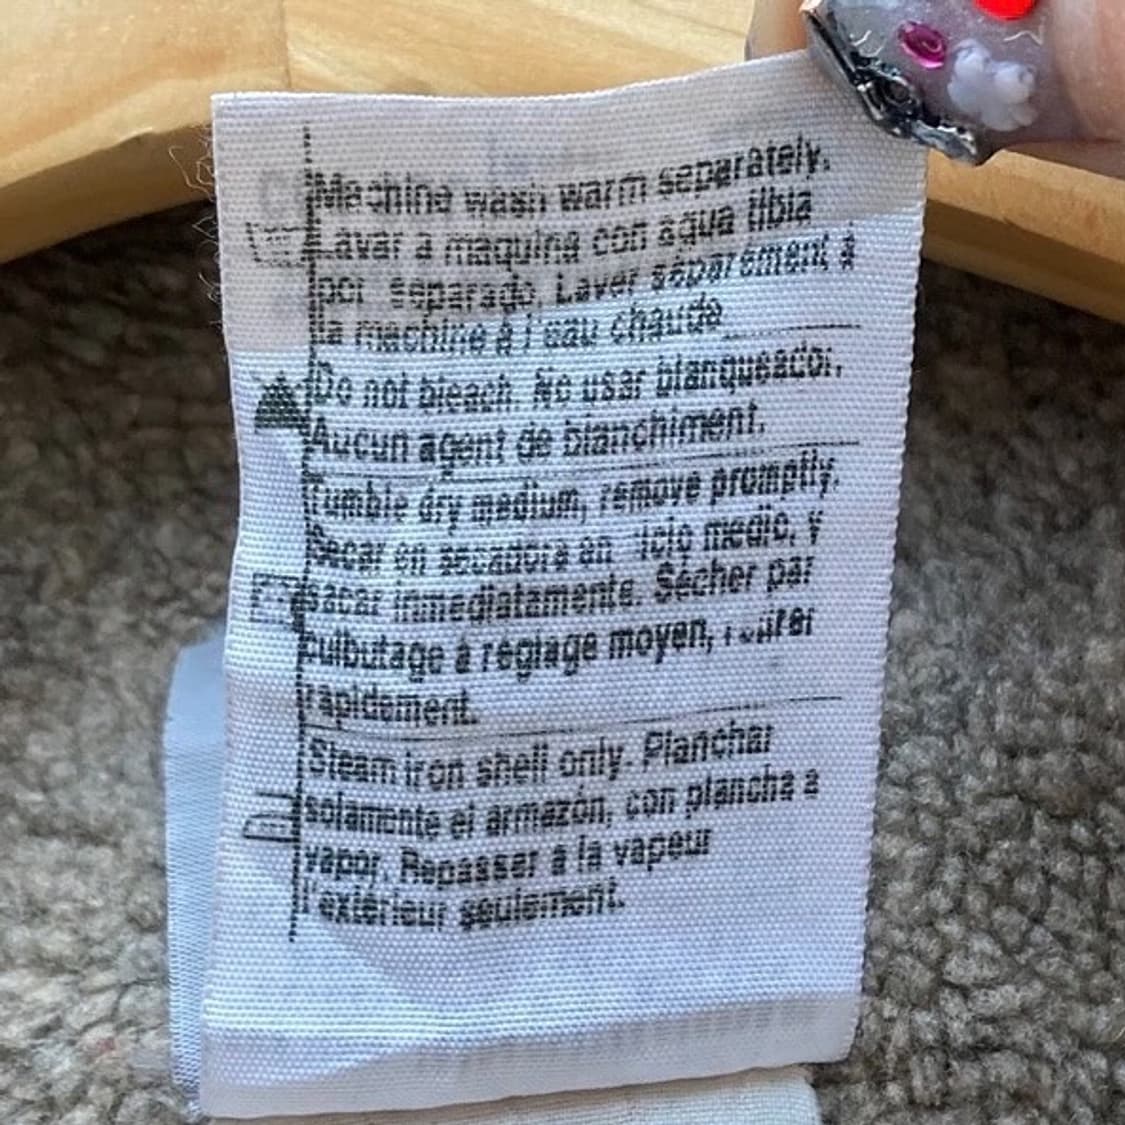 Machine wash warm separately.
Lavar a maquina con agua tibia
por separado. Laver séparément à
la machine à l'eau chaude
Do not bleach. No usar blanqueador.
Aucun agent de blanchiment.
Tumble dry medium, remove promptly.
Secar en secadora en medio, y
sacar inmediatamente. Sécher par
culbutage à réglage moyen,
rapidement.
Steam iron shell only. Planchar
solamente el armazón, con plancha a
vapor. Repasser à la vapeur
l'extérieur seulement.